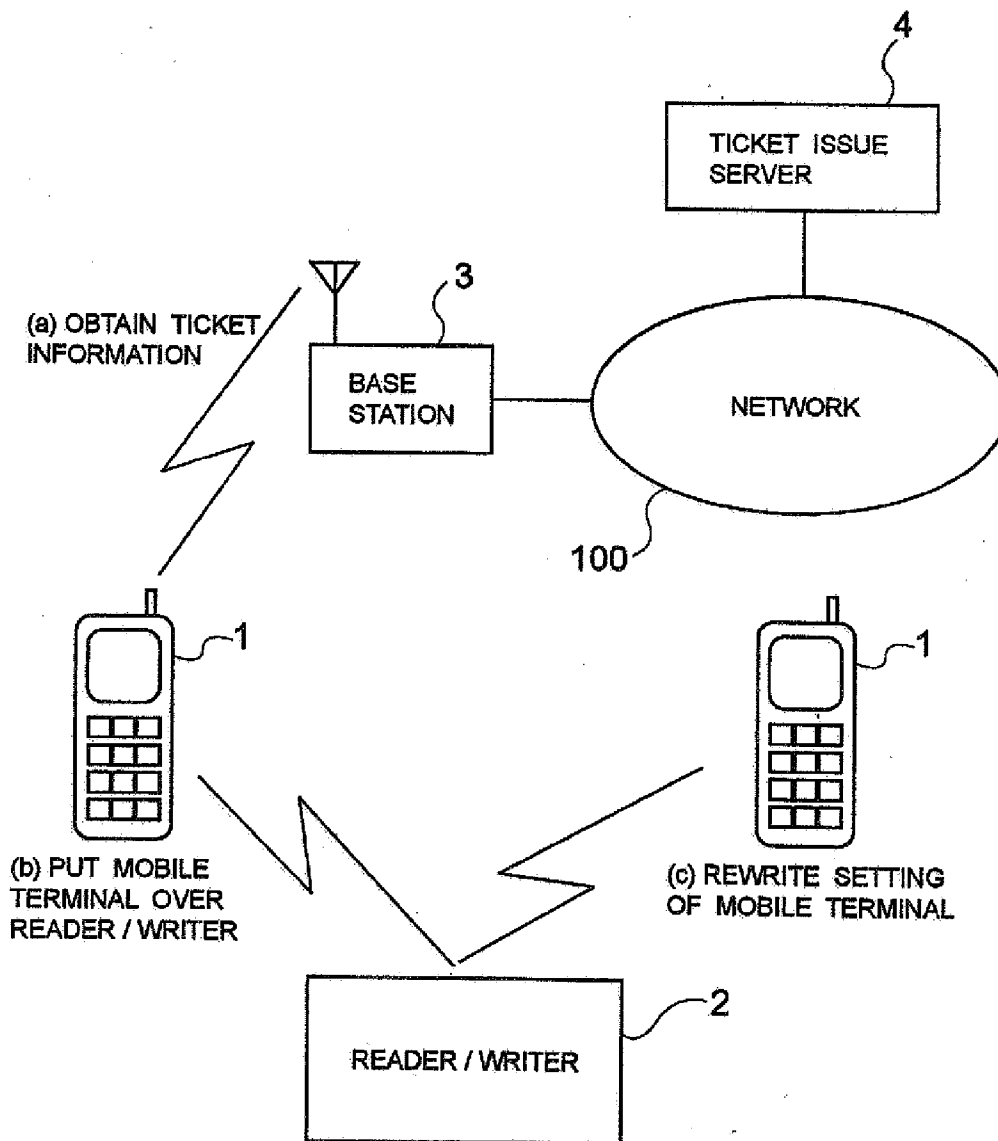 4
TICKET ISSUE
SERVER
3
(a) OBTAIN TICKET
INFORMATION
BASE
STATION
NETWORK
100
1
1
(b) PUT MOBILE
TERMINAL OVER
READER / WRITER
(c) REWRITE SETTING
OF MOBILE TERMINAL
2
READER / WRITER